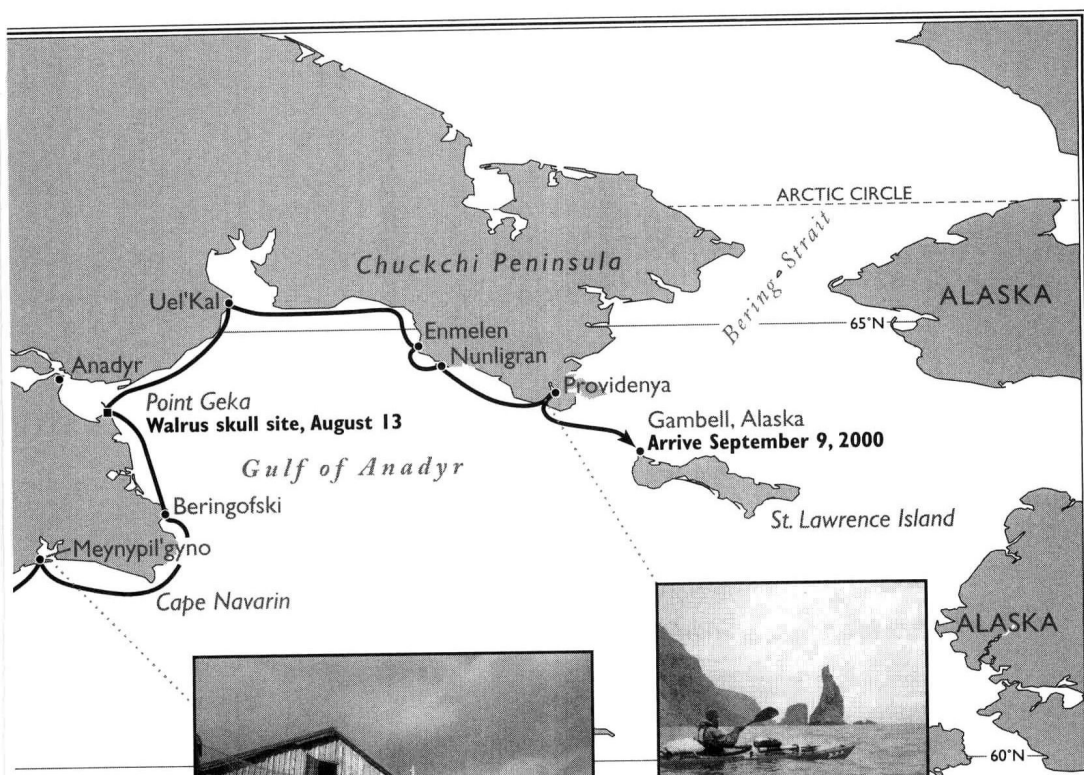 ARCTIC CIRCLE
Bering Strait
Chuckchi Peninsula
ALASKA
Uel'Kal
65°N
Enmelen
Nunligran
Anadyr
Providenya
Point Geka
Walrus skull site, August 13
Gambell, Alaska
Arrive September 9, 2000
Gulf of Anadyr
Beringofski
St. Lawrence Island
Meynypil'gyno
Cape Navarin
ALASKA
60°N